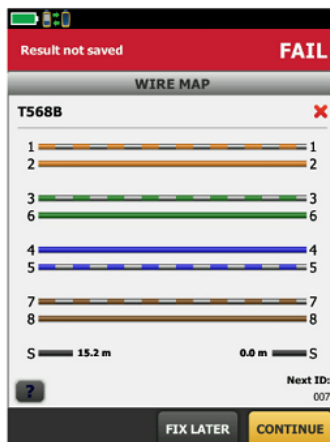 Result not saved FAIL
WIRE MAP
T568B
1 1
2 2
3 3
6 6
4 4
5 5
7 7
8 8
S 15.2 m 0.0 m S
Next ID:
? 007
FIX LATER CONTINUE